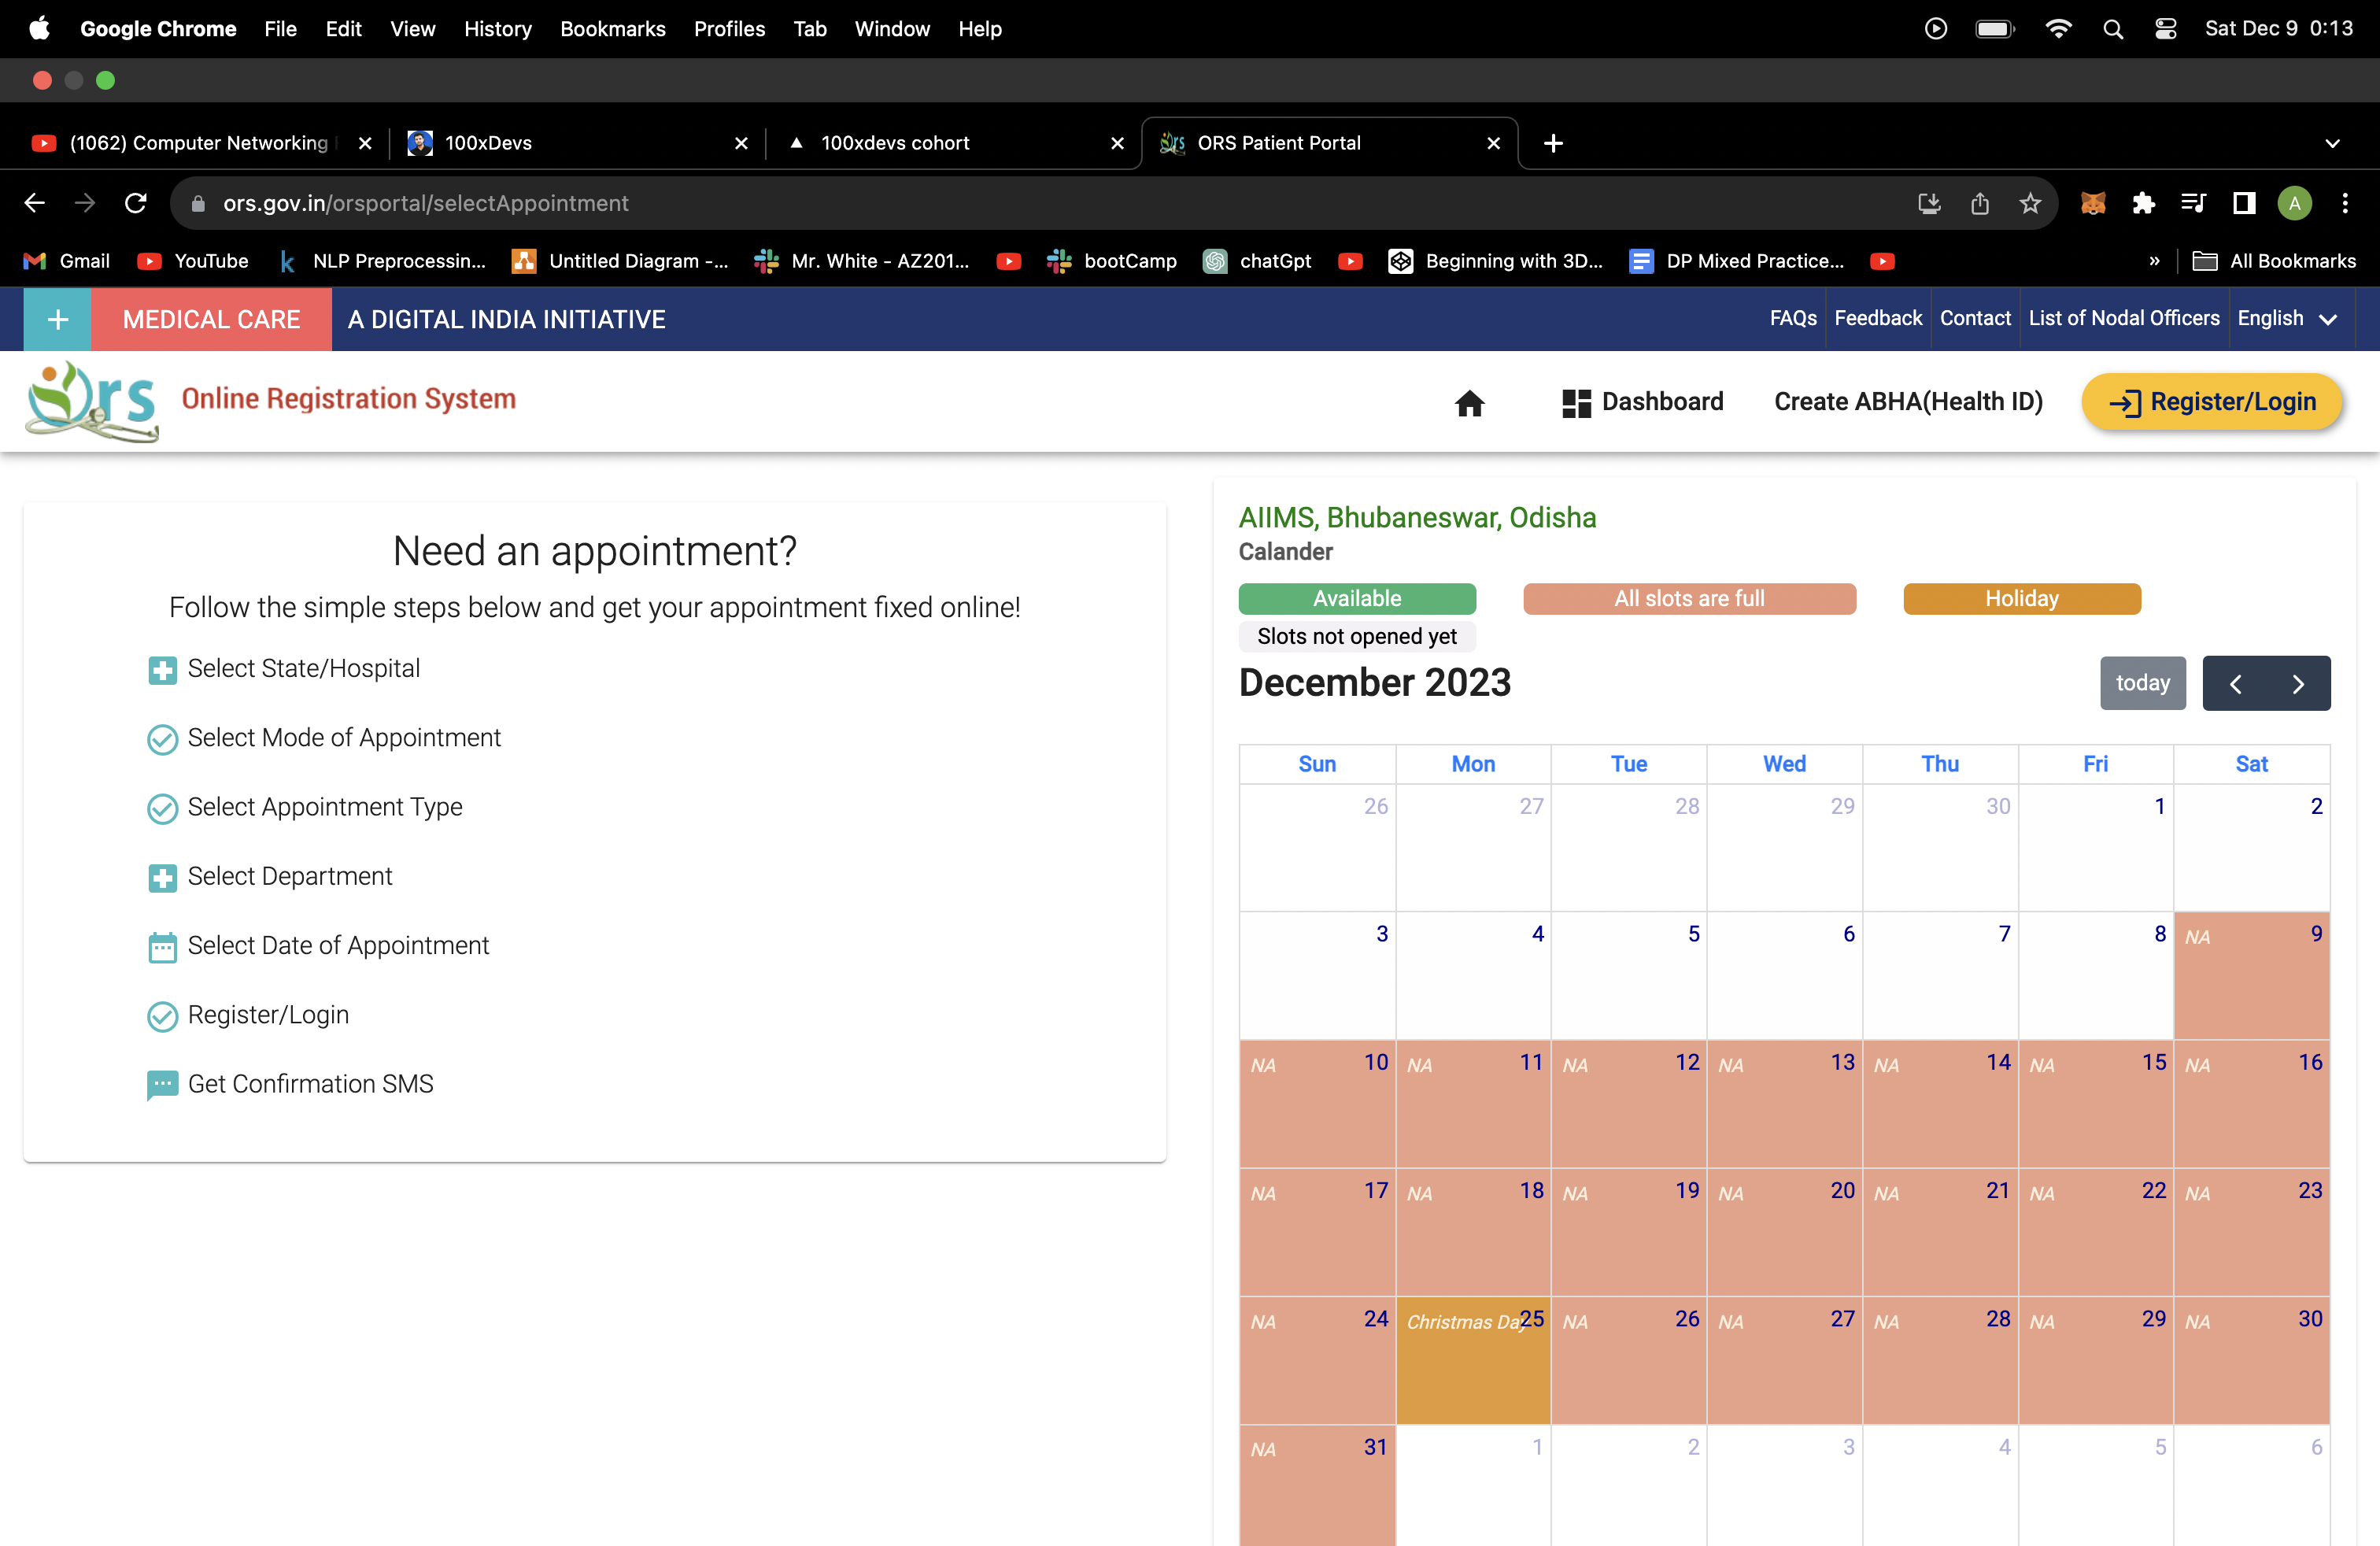 Google Chrome File Edit View History Bookmarks Profiles Tab Window Help Sat Dec 9 0:13
(1062) Computer Networking 100xDevs 100xdevs cohort ORS Patient Portal
ors.gov.in/orsportal/selectAppointment A
Gmail YouTube NLP Preprocessin... Untitled Diagram -... Mr. White - AZ201... bootCamp chatGpt Beginning with 3D... DP Mixed Practice... » All Bookmarks
+ MEDICAL CARE A DIGITAL INDIA INITIATIVE FAQs Feedback Contact List of Nodal Officers English
Ors Online Registration System Dashboard Create ABHA(Health ID) Register/Login
Need an appointment?
Follow the simple steps below and get your appointment fixed online!
Select State/Hospital
Select Mode of Appointment
Select Appointment Type
Select Department
Select Date of Appointment
Register/Login
Get Confirmation SMS
AIIMS, Bhubaneswar, Odisha
Calander
Available All slots are full Holiday
Slots not opened yet
December 2023 today
Sun Mon Tue Wed Thu Fri Sat
26 27 28 29 30 1 2
3 4 5 6 7 8 NA 9
NA 10 NA 11 NA 12 NA 13 NA 14 NA 15 NA 16
NA 17 NA 18 NA 19 NA 20 NA 21 NA 22 NA 23
NA 24 Christmas Day 25 NA 26 NA 27 NA 28 NA 29 NA 30
NA 31 1 2 3 4 5 6